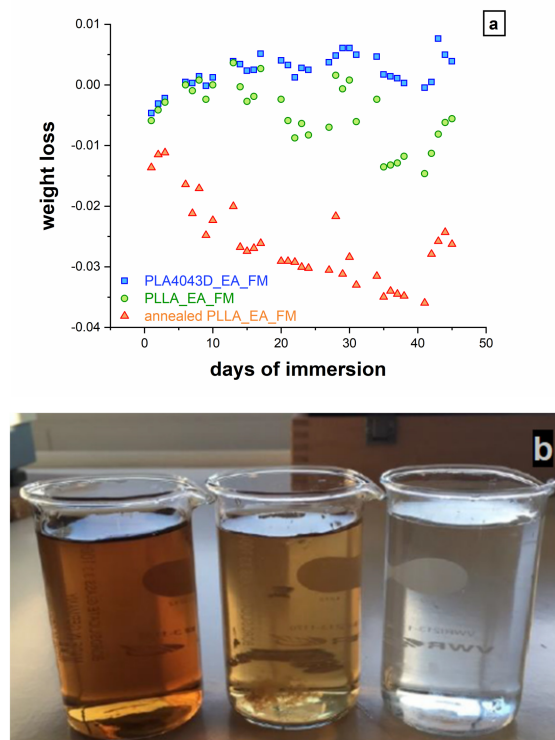 a
0.01
0.00
-0.01
-0.02
-0.03
-0.04
weight loss
PLA4043D_EA_FM
PLLA_EA_FM
annealed PLLA_EA_FM
0 10 20 30 40 50
days of immersion
b
VWR